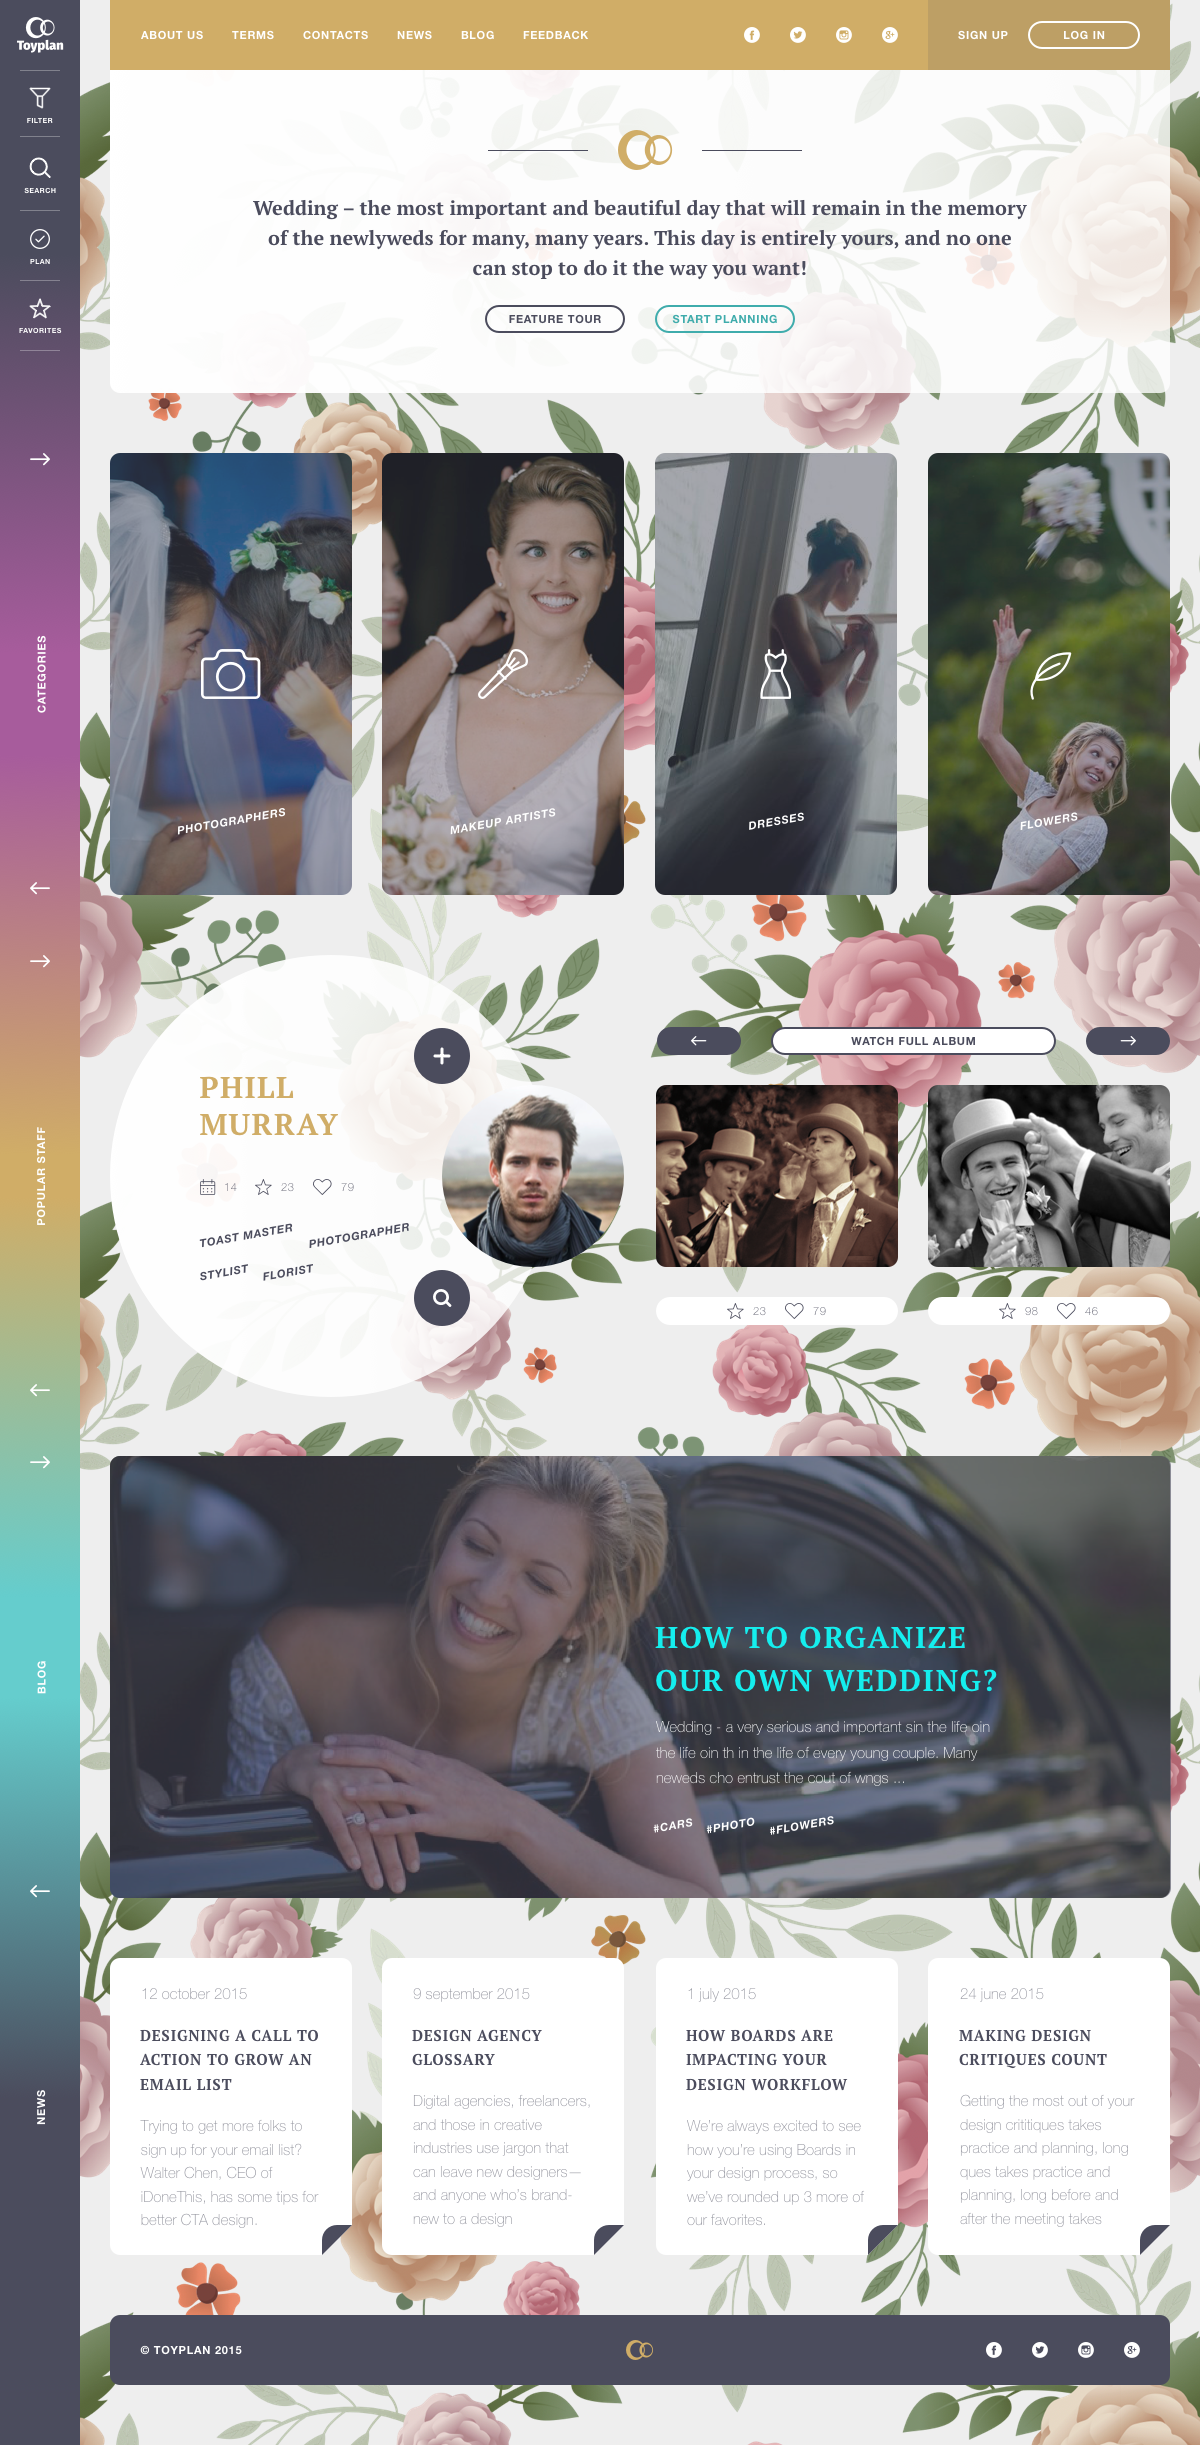 Toyplan
FILTER
SEARCH
PLAN
FAVORITES
CATEGORIES
POPULAR STAFF
BLOG
NEWS
ABOUT US
TERMS
CONTACTS
NEWS
BLOG
FEEDBACK
SIGN UP
LOG IN
Wedding – the most important and beautiful day that will remain in the memory
of the newlyweds for many, many years. This day is entirely yours, and no one
can stop to do it the way you want!
FEATURE TOUR
START PLANNING
PHOTOGRAPHERS
MAKEUP ARTISTS
DRESSES
FLOWERS
PHILL
MURRAY
14
23
79
TOAST MASTER
PHOTOGRAPHER
STYLIST
FLORIST
WATCH FULL ALBUM
23
79
98
46
HOW TO ORGANIZE
OUR OWN WEDDING?
Wedding - a very serious and important sin the life oin
the life oin th in the life of every young couple. Many
neweds cho entrust the cout of wngs ...
#CARS
#PHOTO
#FLOWERS
12 october 2015
DESIGNING A CALL TO
ACTION TO GROW AN
EMAIL LIST
Trying to get more folks to
sign up for your email list?
Walter Chen, CEO of
iDoneThis, has some tips for
better CTA design.
9 september 2015
DESIGN AGENCY
GLOSSARY
Digital agencies, freelancers,
and those in creative
industries use jargon that
can leave new designers—
and anyone who's brand-
new to a design
1 july 2015
HOW BOARDS ARE
IMPACTING YOUR
DESIGN WORKFLOW
We're always excited to see
how you're using Boards in
your design process, so
we've rounded up 3 more of
our favorites.
24 june 2015
MAKING DESIGN
CRITIQUES COUNT
Getting the most out of your
design crititiques takes
practice and planning, long
ques takes practice and
planning, long before and
after the meeting takes
© TOYPLAN 2015